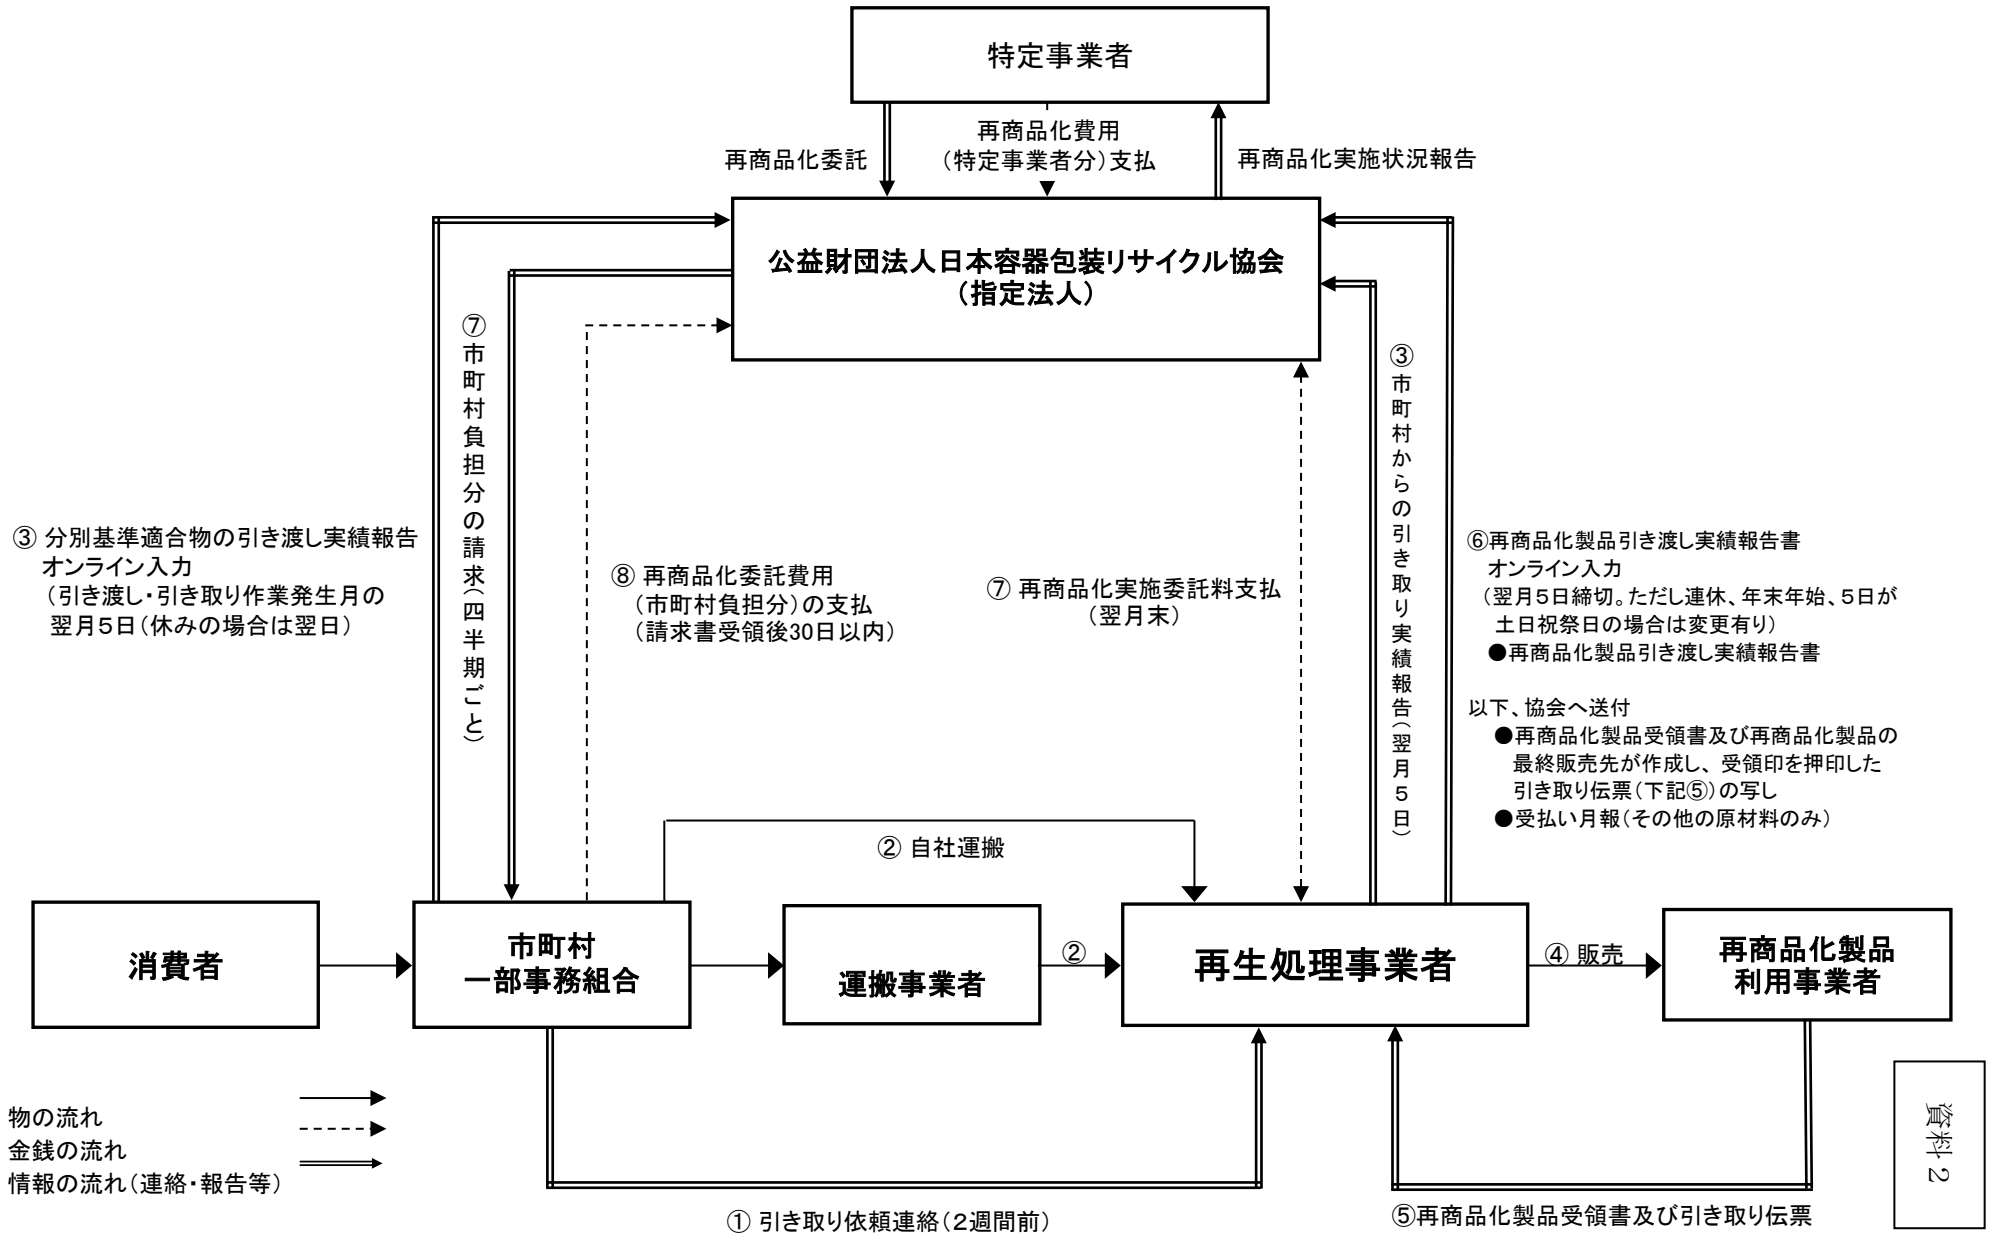 特定事業者
再商品化委託
再商品化費用
（特定事業者分）支払
再商品化実施状況報告
公益財団法人日本容器包装リサイクル協会
（指定法人）
⑦市町村負担分の請求（四半期ごと）
③市町村からの引き取り実績報告（翌月５日）
③ 分別基準適合物の引き渡し実績報告
オンライン入力
（引き渡し・引き取り作業発生月の
翌月５日（休みの場合は翌日）
⑧ 再商品化委託費用
（市町村負担分）の支払
（請求書受領後30日以内）
⑦ 再商品化実施委託料支払
（翌月末）
⑥再商品化製品引き渡し実績報告書
オンライン入力
（翌月５日締切。ただし連休、年末年始、５日が
土日祝祭日の場合は変更有り）
●再商品化製品引き渡し実績報告書
以下、協会へ送付
●再商品化製品受領書及び再商品化製品の
最終販売先が作成し、受領印を押印した
引き取り伝票（下記⑤）の写し
●受払い月報（その他の原材料のみ）
② 自社運搬
消費者
市町村
一部事務組合
運搬事業者
②
再生処理事業者
④ 販売
再商品化製品
利用事業者
物の流れ
金銭の流れ
情報の流れ（連絡・報告等）
① 引き取り依頼連絡（２週間前）
⑤再商品化製品受領書及び引き取り伝票
資料２